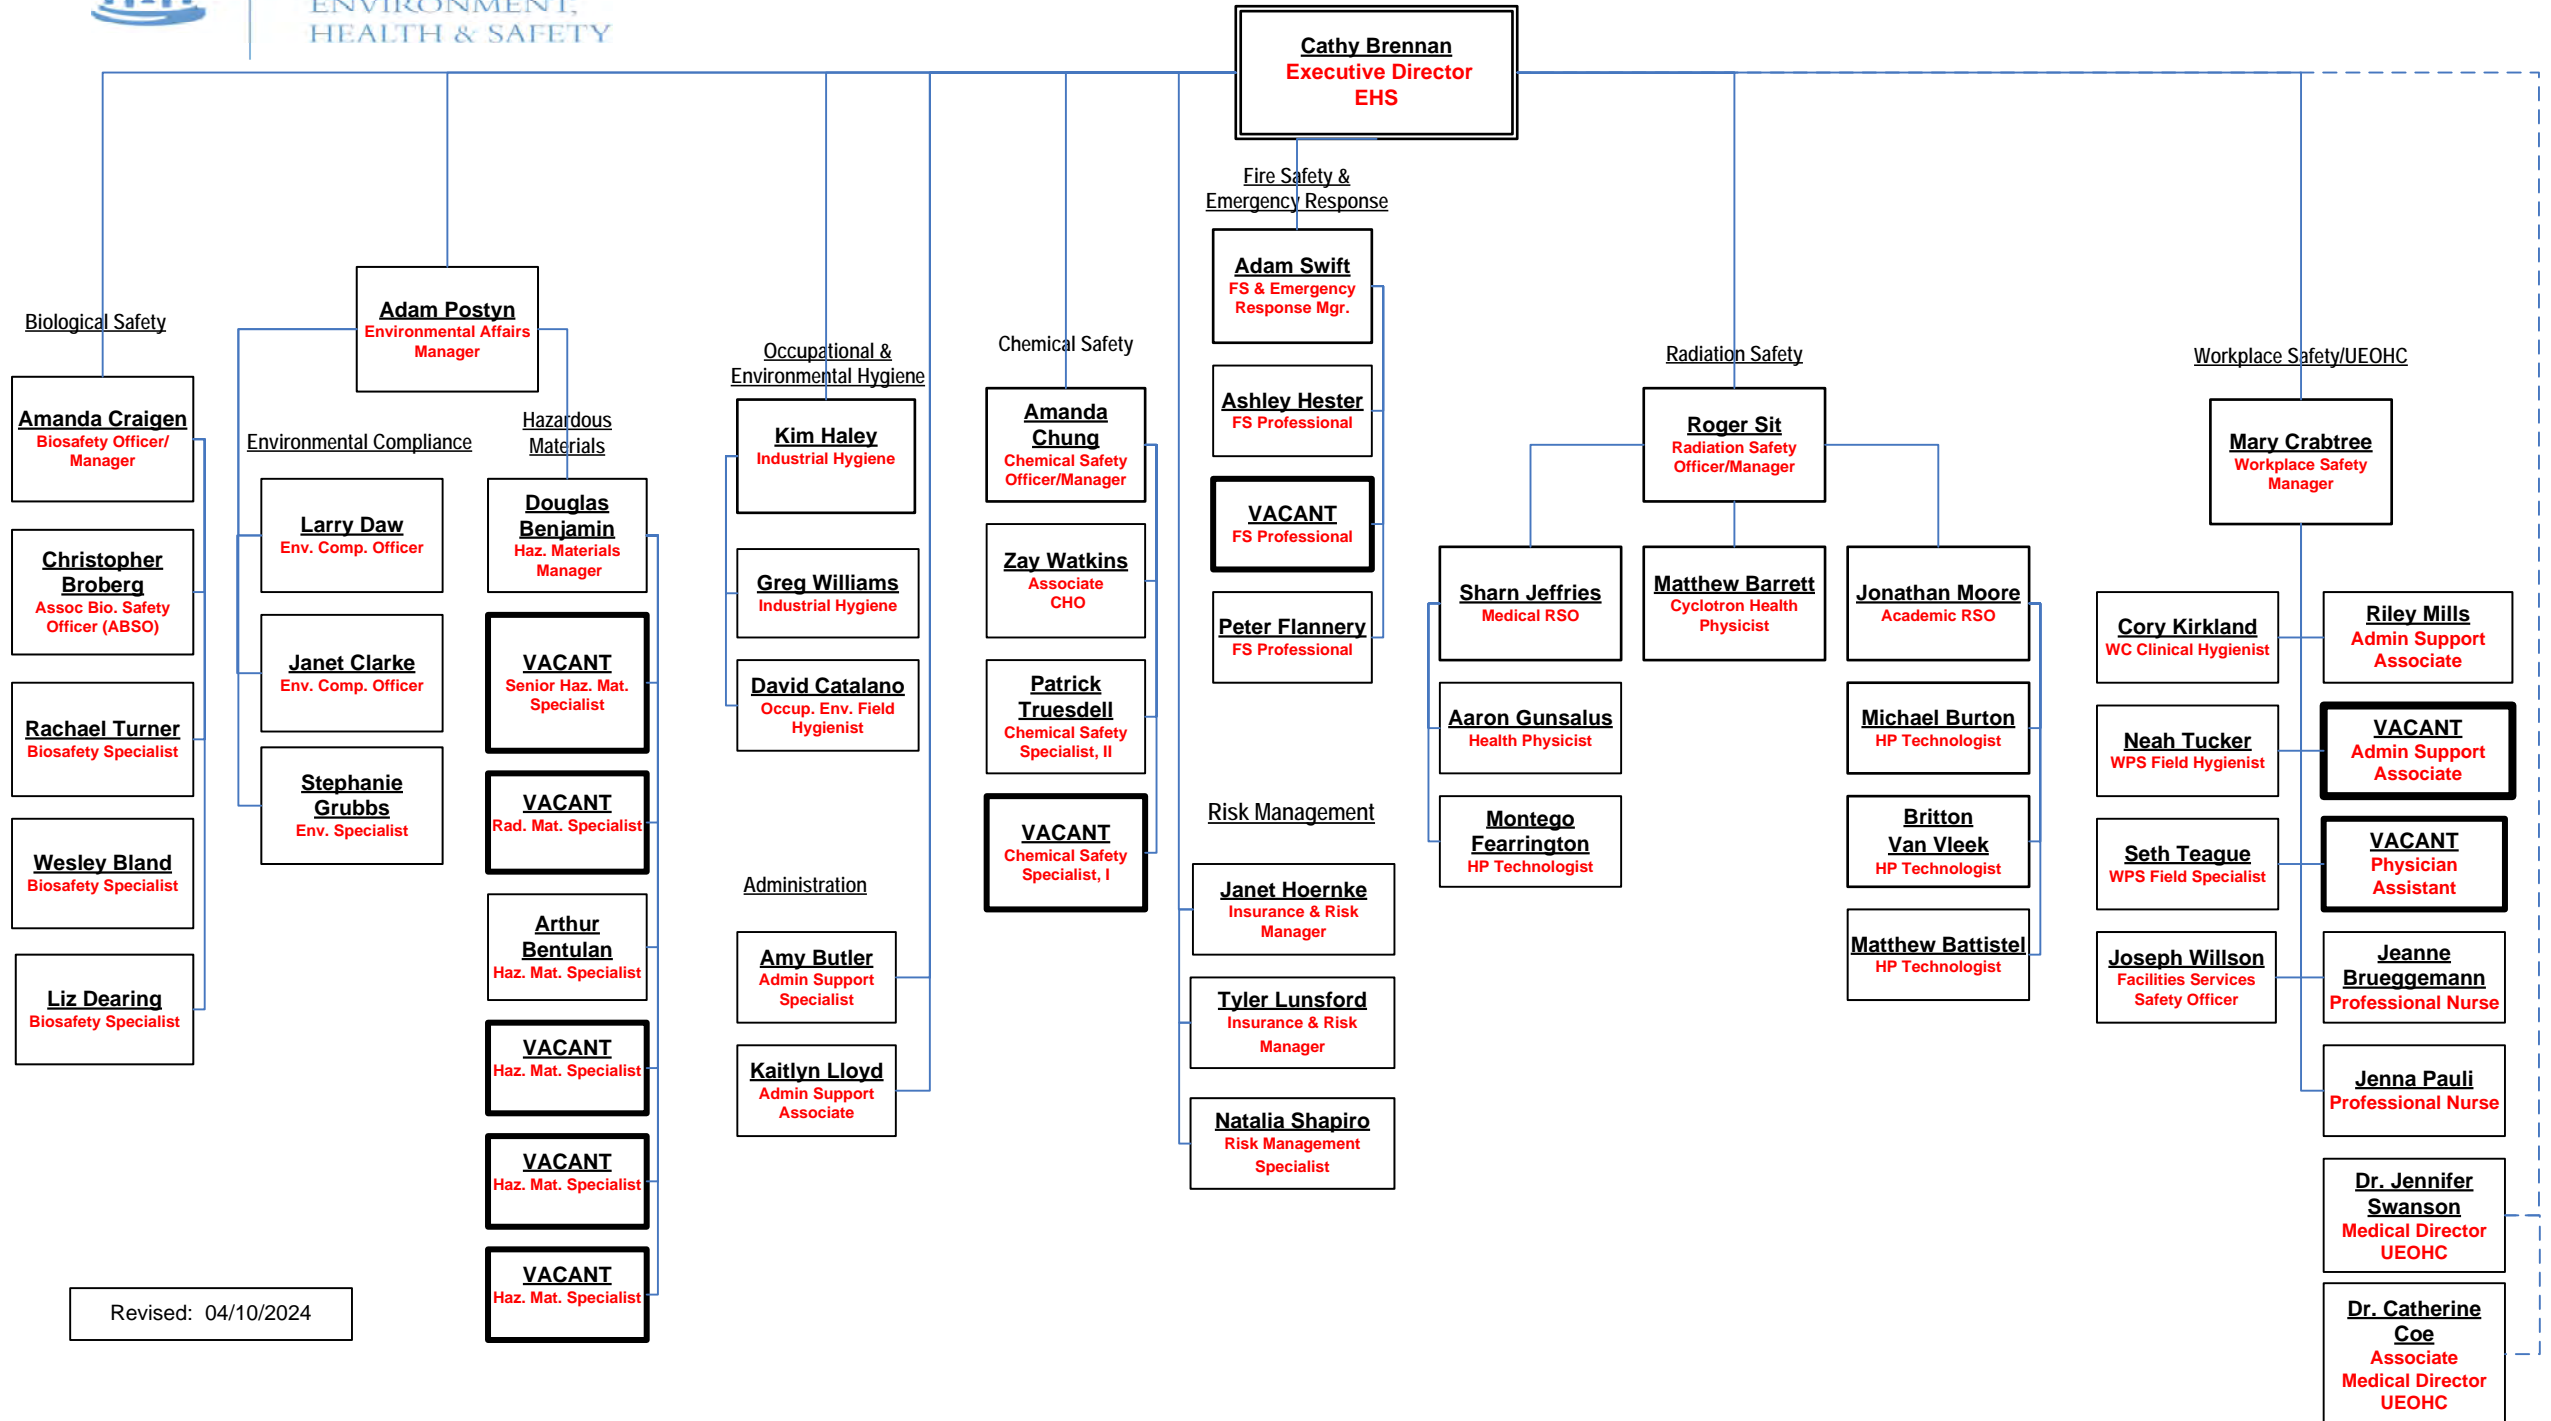 ENVIRONMENT,
HEALTH & SAFETY
Cathy Brennan
Executive Director
EHS
Biological Safety
Amanda Craigen
Biosafety Officer/
Manager
Christopher
Broberg
Assoc Bio. Safety
Officer (ABSO)
Rachael Turner
Biosafety Specialist
Wesley Bland
Biosafety Specialist
Liz Dearing
Biosafety Specialist
Adam Postyn
Environmental Affairs
Manager
Environmental Compliance
Larry Daw
Env. Comp. Officer
Janet Clarke
Env. Comp. Officer
Stephanie
Grubbs
Env. Specialist
Hazardous
Materials
Douglas
Benjamin
Haz. Materials
Manager
VACANT
Senior Haz. Mat.
Specialist
VACANT
Rad. Mat. Specialist
Arthur
Bentulan
Haz. Mat. Specialist
VACANT
Haz. Mat. Specialist
VACANT
Haz. Mat. Specialist
VACANT
Haz. Mat. Specialist
Occupational &
Environmental Hygiene
Kim Haley
Industrial Hygiene
Greg Williams
Industrial Hygiene
David Catalano
Occup. Env. Field
Hygienist
Administration
Amy Butler
Admin Support
Specialist
Kaitlyn Lloyd
Admin Support
Associate
Chemical Safety
Amanda
Chung
Chemical Safety
Officer/Manager
Zay Watkins
Associate
CHO
Patrick
Truesdell
Chemical Safety
Specialist, II
VACANT
Chemical Safety
Specialist, I
Fire Safety &
Emergency Response
Adam Swift
FS & Emergency
Response Mgr.
Ashley Hester
FS Professional
VACANT
FS Professional
Peter Flannery
FS Professional
Risk Management
Janet Hoernke
Insurance & Risk
Manager
Tyler Lunsford
Insurance & Risk
Manager
Natalia Shapiro
Risk Management
Specialist
Radiation Safety
Roger Sit
Radiation Safety
Officer/Manager
Sharn Jeffries
Medical RSO
Aaron Gunsalus
Health Physicist
Montego
Fearrington
HP Technologist
Matthew Barrett
Cyclotron Health
Physicist
Jonathan Moore
Academic RSO
Michael Burton
HP Technologist
Britton
Van Vleek
HP Technologist
Matthew Battistel
HP Technologist
Workplace Safety/UEOHC
Mary Crabtree
Workplace Safety
Manager
Cory Kirkland
WC Clinical Hygienist
Neah Tucker
WPS Field Hygienist
Seth Teague
WPS Field Specialist
Joseph Willson
Facilities Services
Safety Officer
Riley Mills
Admin Support
Associate
VACANT
Admin Support
Associate
VACANT
Physician
Assistant
Jeanne
Brueggemann
Professional Nurse
Jenna Pauli
Professional Nurse
Dr. Jennifer
Swanson
Medical Director
UEOHC
Dr. Catherine
Coe
Associate
Medical Director
UEOHC
Revised: 04/10/2024